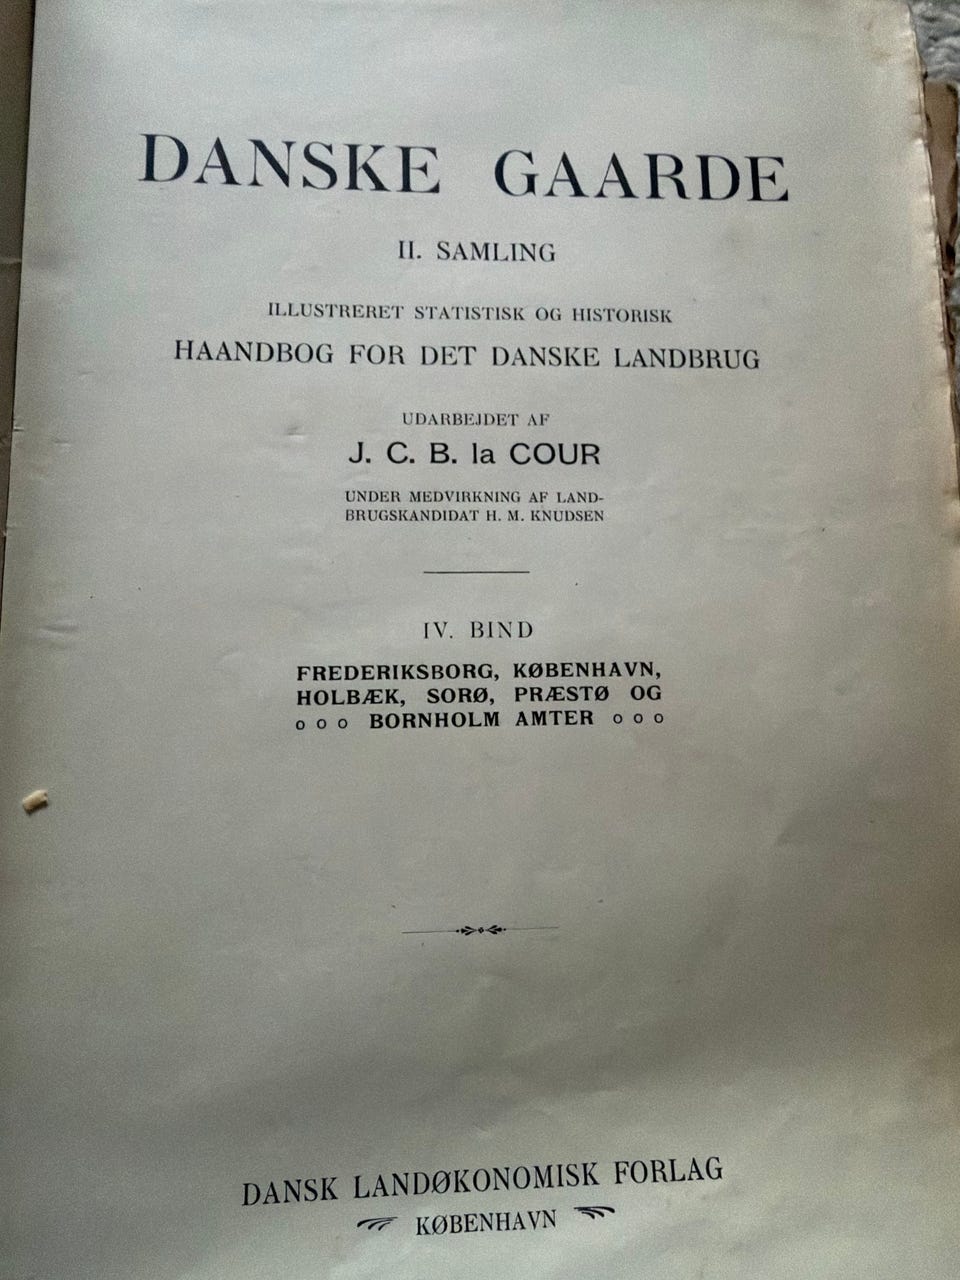 DANSKE GAARDE
II. SAMLING
ILLUSTRERET STATISTISK OG HISTORISK
HAANDBOG FOR DET DANSKE LANDBRUG
UDARBEJDET AF
J. C. B. la COUR
UNDER MEDVIRKNING AF LAND-
BRUGSKANDIDAT H. M. KNUDSEN
IV. BIND
FREDERIKSBORG, KØBENHAVN,
HOLBÆK, SORØ, PRÆSTØ OG
o o o BORNHOLM AMTER o o o
DANSK LANDØKONOMISK FORLAG
KØBENHAVN